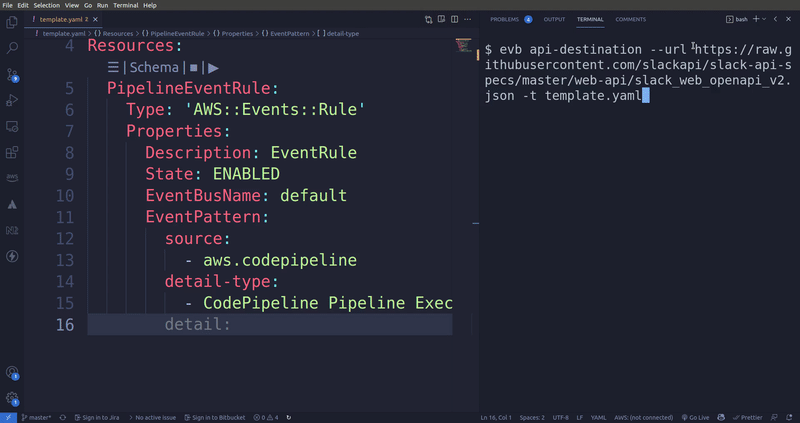 File Edit Selection View Go Run Terminal Help
template.yaml 2
template.yaml > Resources > PipelineEventRule > Properties > EventPattern > detail-type
4 Resources:
☰ | Schema | ■ | ▶
5 PipelineEventRule:
6 Type: 'AWS::Events::Rule'
7 Properties:
8 Description: EventRule
9 State: ENABLED
10 EventBusName: default
11 EventPattern:
12 source:
13 - aws.codepipeline
14 detail-type:
15 - CodePipeline Pipeline Exec
16 detail:
PROBLEMS 4 OUTPUT TERMINAL COMMENTS
bash
$ evb api-destination --url https://raw.g
ithubusercontent.com/slackapi/slack-api-s
pecs/master/web-api/slack_web_openapi_v2.
json -t template.yaml
aws
master* Sign in to Jira No active issue Sign in to Bitbucket 0 4
Ln 16, Col 1 Spaces: 2 UTF-8 LF YAML AWS: (not connected) Go Live Prettier